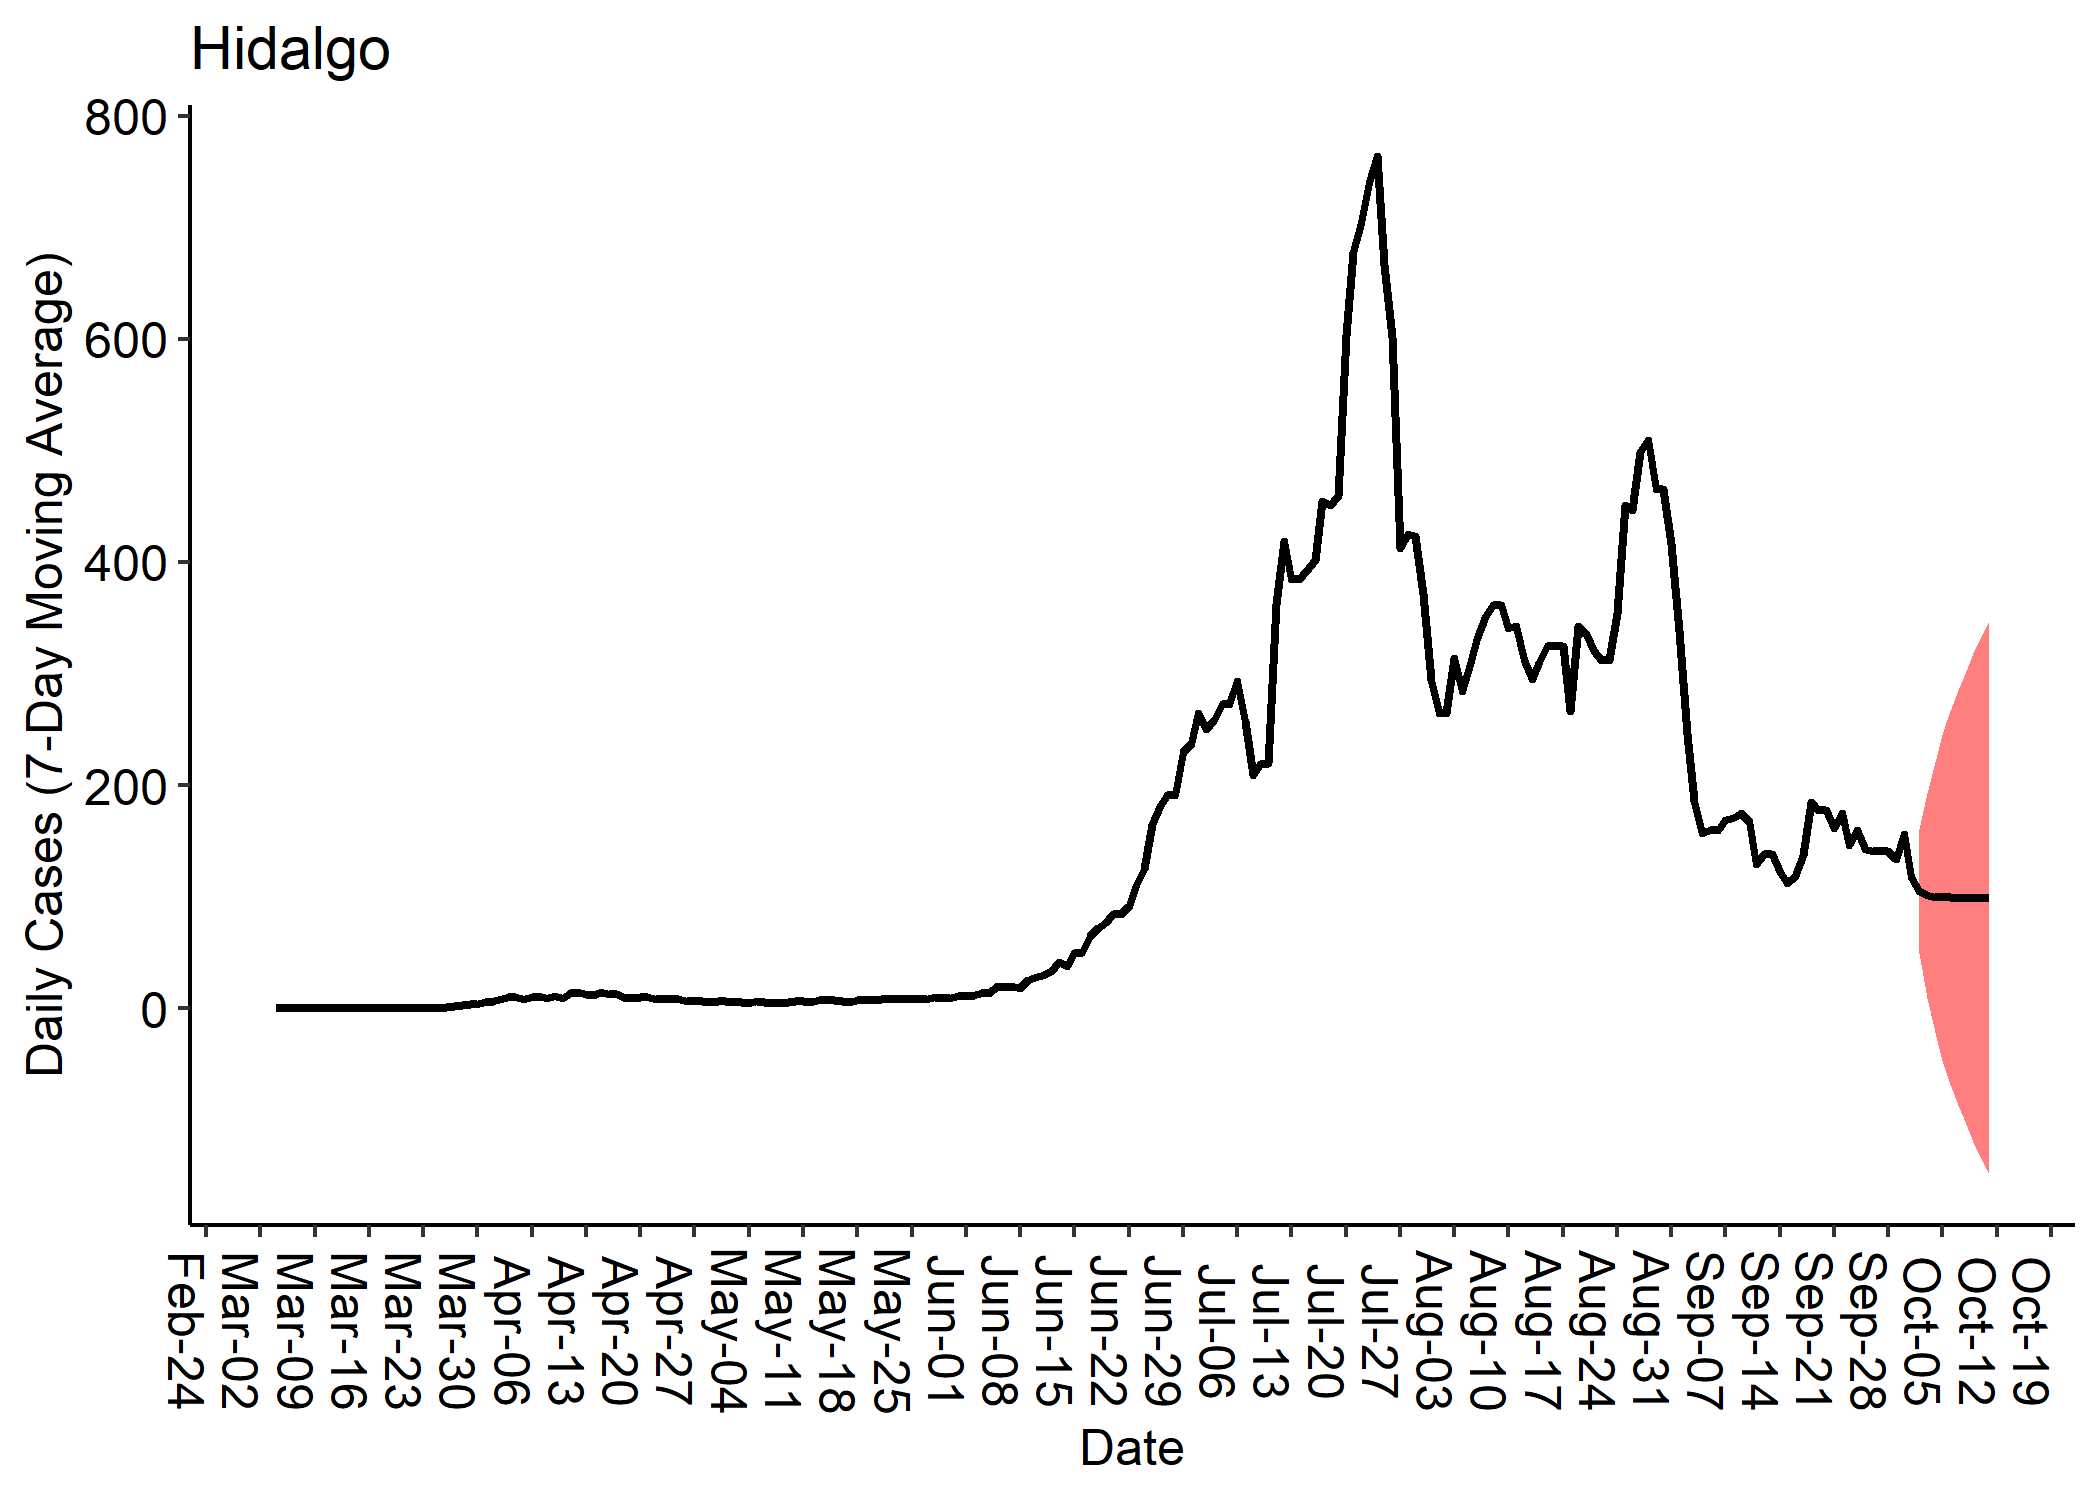 Hidalgo
800
600
400
200
0
Daily Cases (7-Day Moving Average)
Feb-24
Mar-02
Mar-09
Mar-16
Mar-23
Mar-30
Apr-06
Apr-13
Apr-20
Apr-27
May-04
May-11
May-18
May-25
Jun-01
Jun-08
Jun-15
Jun-22
Jun-29
Jul-06
Jul-13
Jul-20
Jul-27
Aug-03
Aug-10
Aug-17
Aug-24
Aug-31
Sep-07
Sep-14
Sep-21
Sep-28
Oct-05
Oct-12
Oct-19
Date